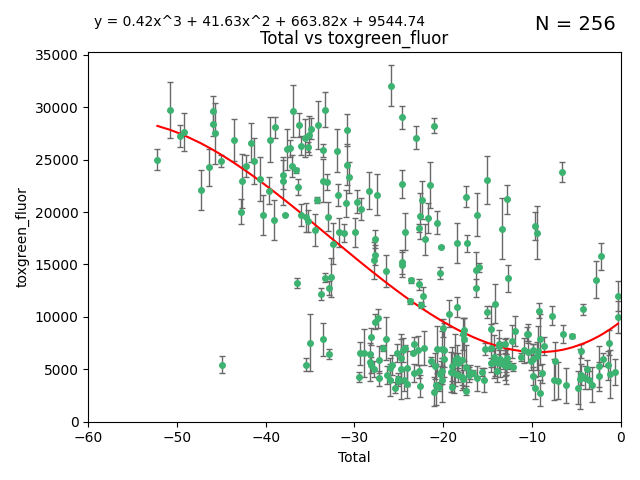 y = 0.42x^3 + 41.63x^2 + 663.82x + 9544.74
N = 256
Total vs toxgreen_fluor
35000
30000
25000
20000
15000
10000
5000
0
toxgreen_fluor
−60 −50 −40 −30 −20 −10 0
Total